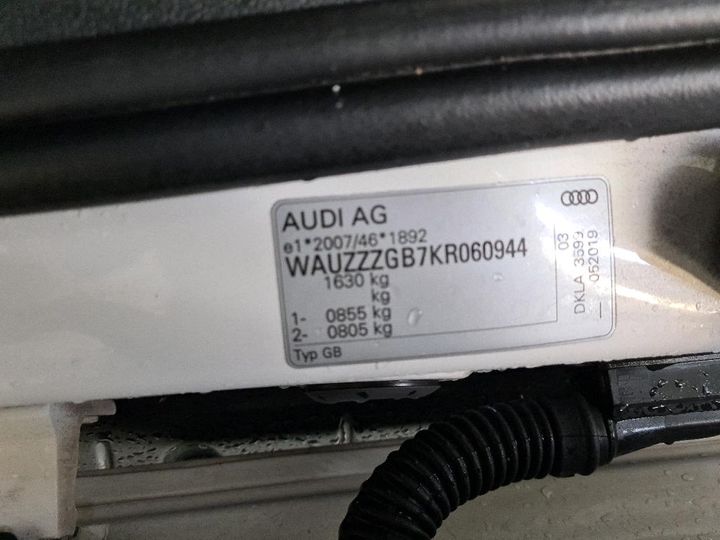 AUDI AG
e1*2007/46*1892
WAUZZZGB7KR060944
1630 kg
kg
1- 0855 kg
2- 0805 kg
Typ GB
DKLA 3599 03
— 052019